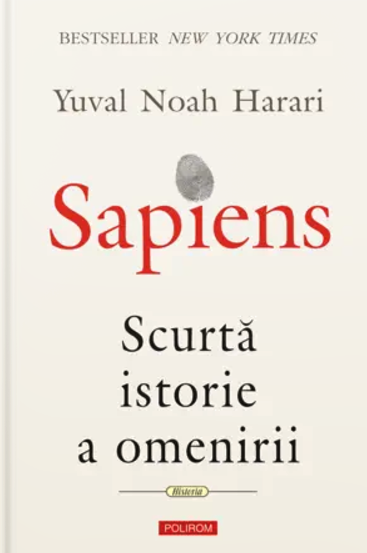 BESTSELLER NEW YORK TIMES
Yuval Noah Harari
Sapiens
Scurtă
istorie
a omenirii
Historia
POLIROM